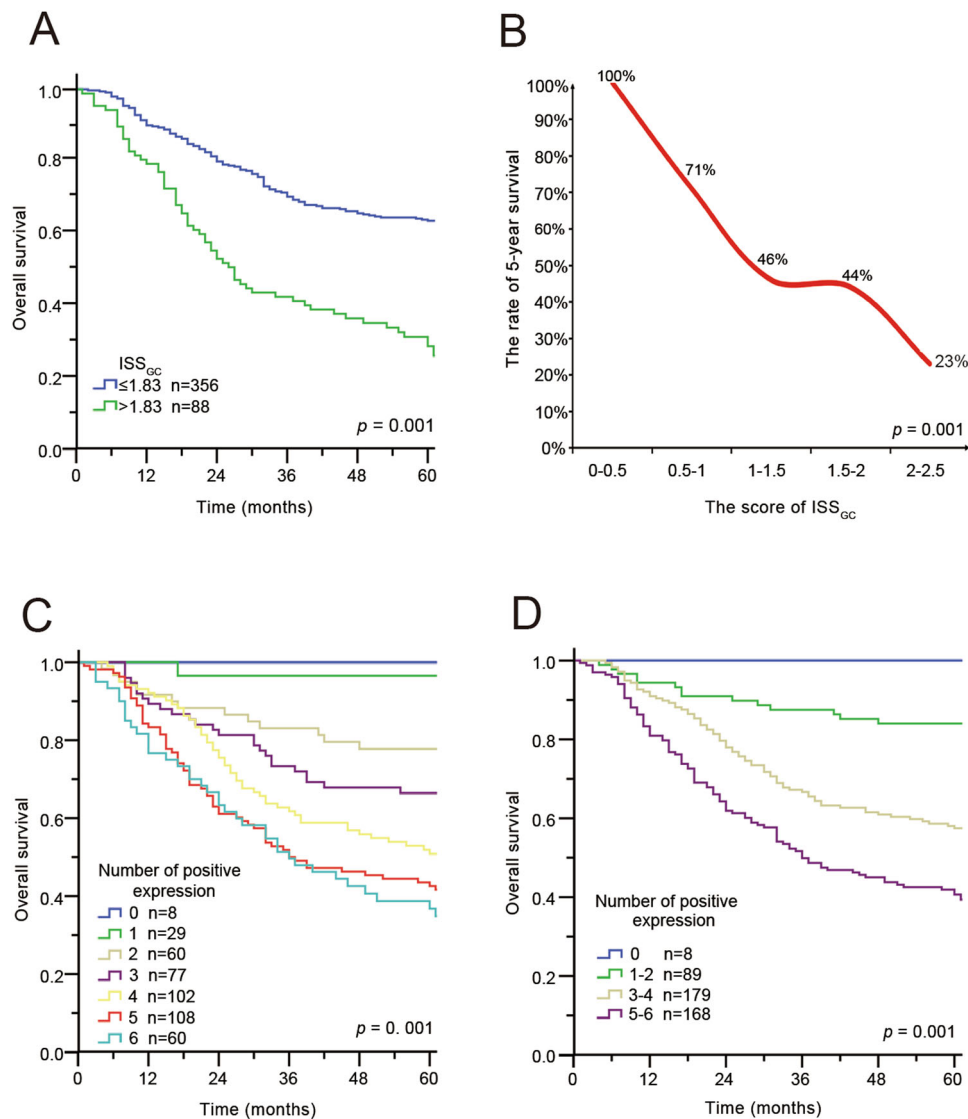 A
1.0
0.8
0.6
0.4
0.2
0.0
Overall survival
ISSGC
≤1.83 n=356
>1.83 n=88
p = 0.001
0 12 24 36 48 60
Time (months)
B
100%
90%
80%
70%
60%
50%
40%
30%
20%
10%
0%
The rate of 5-year survival
100%
71%
46%
44%
23%
p = 0.001
0-0.5 0.5-1 1-1.5 1.5-2 2-2.5
The score of ISSGC
C
1.0
0.8
0.6
0.4
0.2
0.0
Overall survival
Number of positive
expression
0 n=8
1 n=29
2 n=60
3 n=77
4 n=102
5 n=108
6 n=60
p = 0. 001
0 12 24 36 48 60
Time (months)
D
1.0
0.8
0.6
0.4
0.2
0.0
Overall survival
Number of positive
expression
0 n=8
1-2 n=89
3-4 n=179
5-6 n=168
p = 0.001
0 12 24 36 48 60
Time (months)